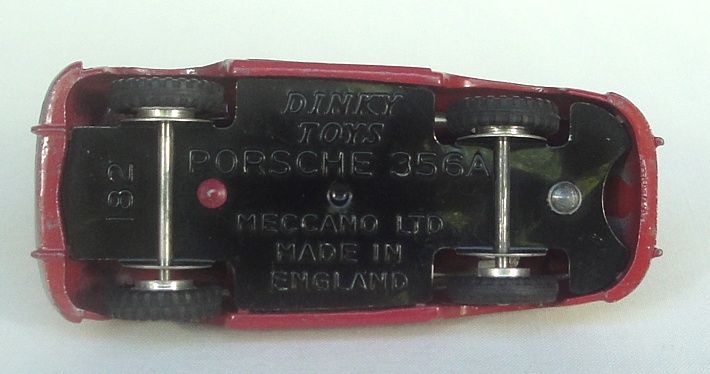 DINKY
TOYS
PORSCHE 356A
182
MECCANO LTD
MADE IN
ENGLAND